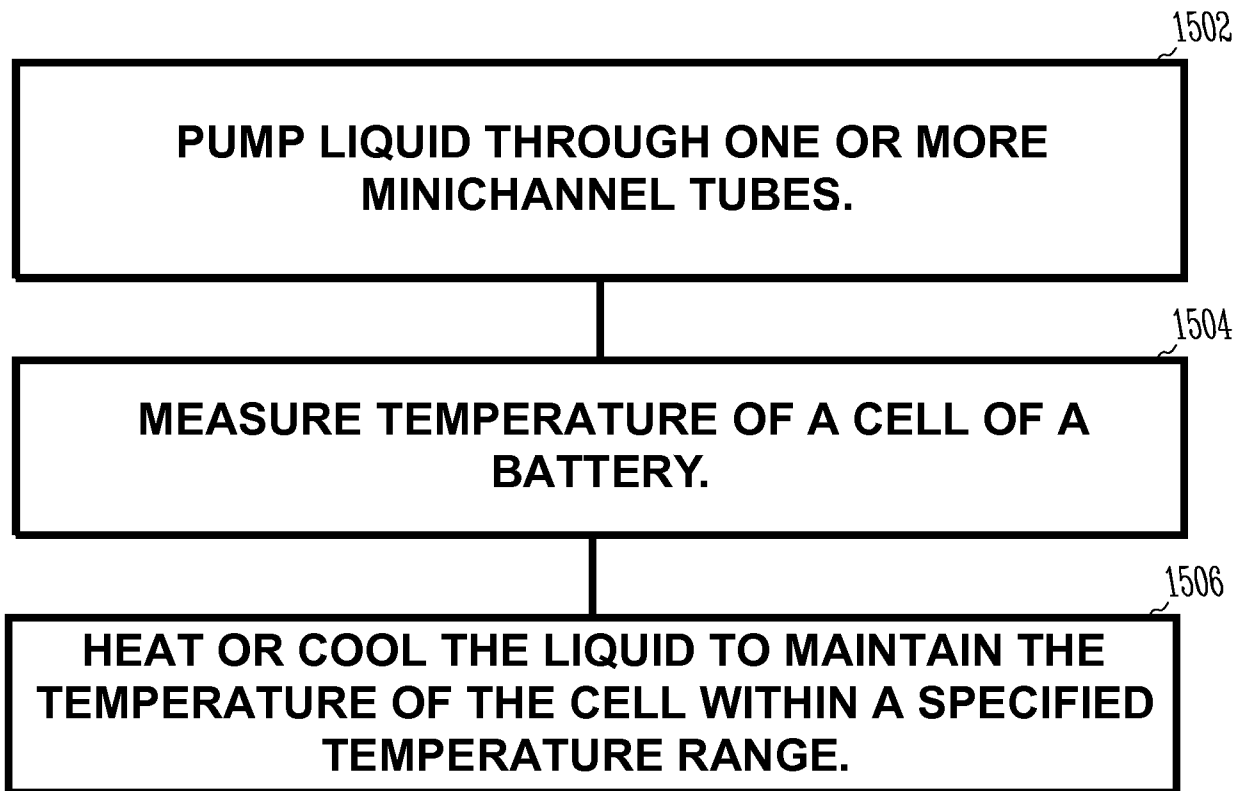 1502
PUMP LIQUID THROUGH ONE OR MORE
MINICHANNEL TUBES.
1504
MEASURE TEMPERATURE OF A CELL OF A
BATTERY.
1506
HEAT OR COOL THE LIQUID TO MAINTAIN THE
TEMPERATURE OF THE CELL WITHIN A SPECIFIED
TEMPERATURE RANGE.